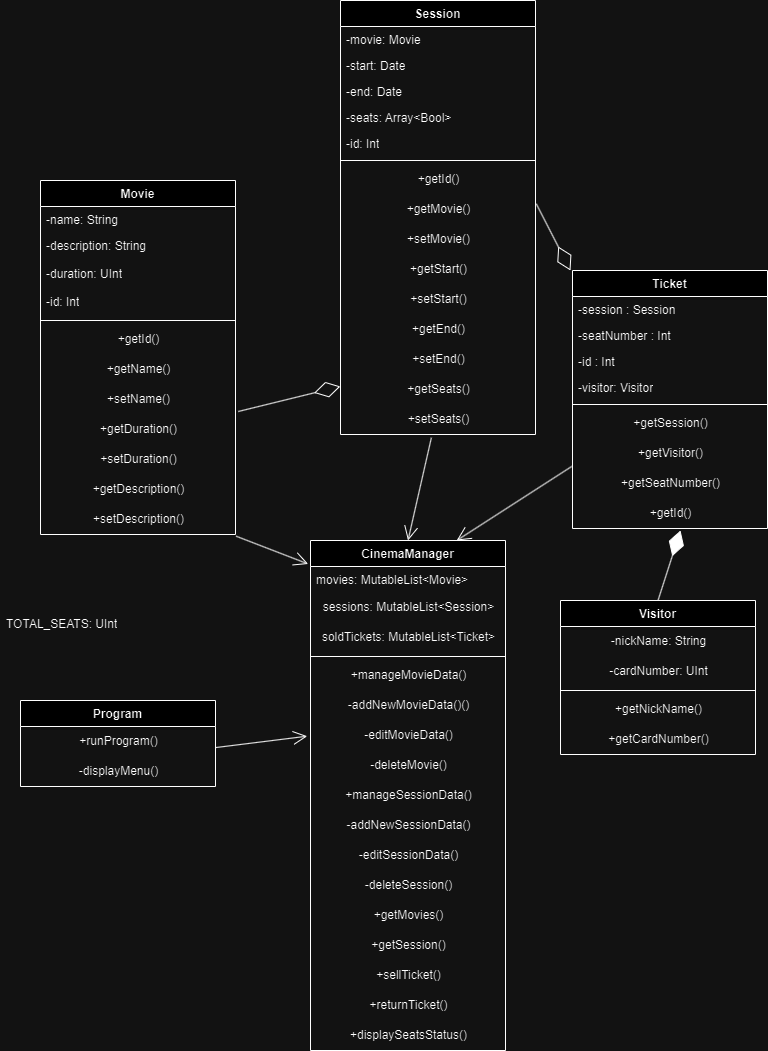 Session
-movie: Movie
-start: Date
-end: Date
-seats: Array<Bool>
-id: Int
+getId()
+getMovie()
+setMovie()
+getStart()
+setStart()
+getEnd()
+setEnd()
+getSeats()
+setSeats()
Movie
-name: String
-description: String
-duration: UInt
-id: Int
+getId()
+getName()
+setName()
+getDuration()
+setDuration()
+getDescription()
+setDescription()
Ticket
-session : Session
-seatNumber : Int
-id : Int
-visitor: Visitor
+getSession()
+getVisitor()
+getSeatNumber()
+getId()
CinemaManager
movies: MutableList<Movie>
sessions: MutableList<Session>
soldTickets: MutableList<Ticket>
+manageMovieData()
-addNewMovieData()()
-editMovieData()
-deleteMovie()
+manageSessionData()
-addNewSessionData()
-editSessionData()
-deleteSession()
+getMovies()
+getSession()
+sellTicket()
+returnTicket()
+displaySeatsStatus()
Visitor
-nickName: String
-cardNumber: UInt
+getNickName()
+getCardNumber()
TOTAL_SEATS: UInt
Program
+runProgram()
-displayMenu()